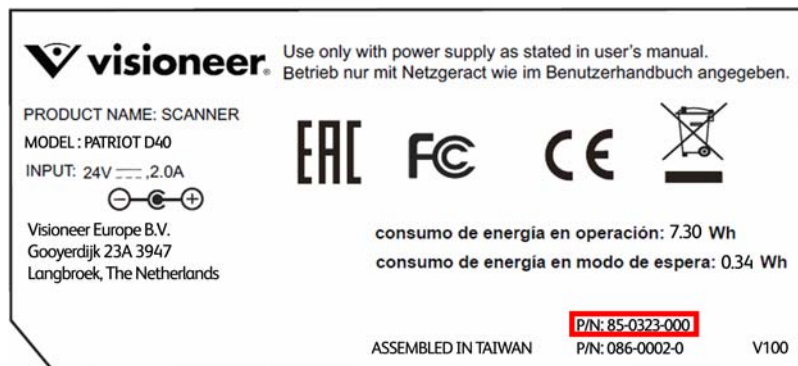 visioneer®
Use only with power supply as stated in user's manual.
Betrieb nur mit Netzgeract wie im Benutzerhandbuch angegeben.
PRODUCT NAME: SCANNER
MODEL : PATRIOT D40
INPUT: 24V ⎓ ,2.0A
EAC FC CE
Visioneer Europe B.V.
Gooyerdijk 23A 3947
Langbroek, The Netherlands
consumo de energía en operación: 7.30 Wh
consumo de energía en modo de espera: 0.34 Wh
P/N: 85-0323-000
ASSEMBLED IN TAIWAN P/N: 086-0002-0 V100